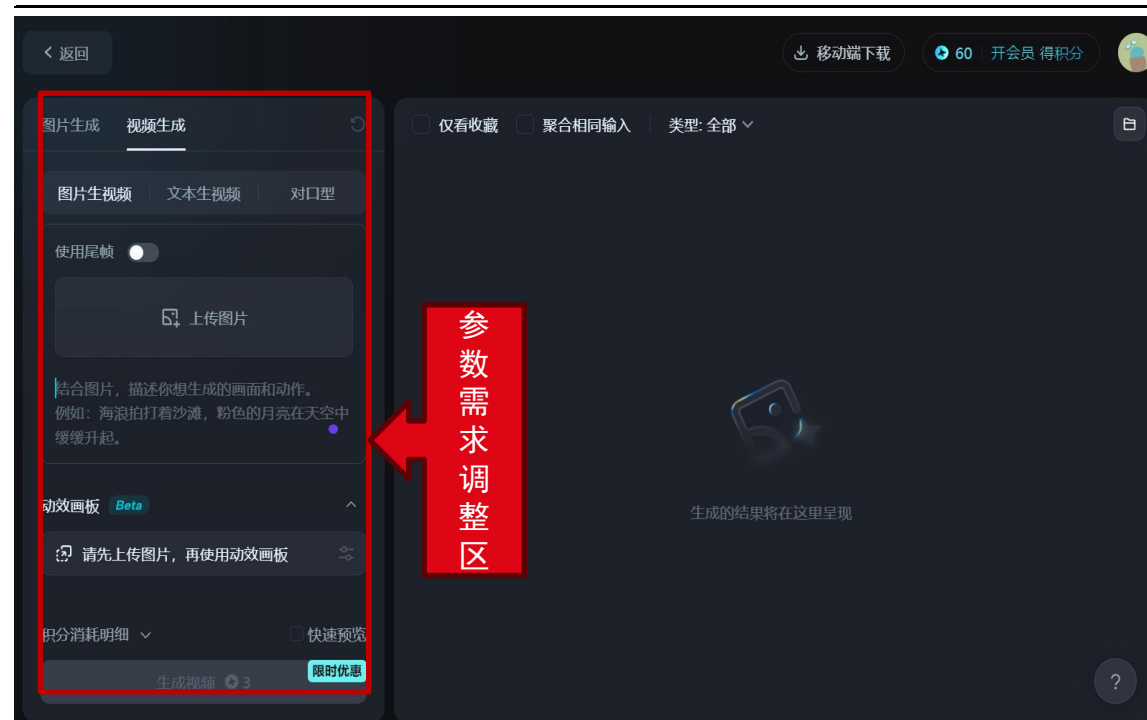 返回
移动端下载
60 开会员 得积分
图片生成 视频生成
仅看收藏 聚合相同输入 类型: 全部
图片生视频 文本生视频 对口型
使用尾帧
上传图片
结合图片，描述你想生成的画面和动作。
例如：海浪拍打着沙滩，粉色的月亮在天空中
缓缓升起。
动效画板 Beta
请先上传图片，再使用动效画板
积分消耗明细 快速预览
限时优惠
生成视频 3
参
数
需
求
调
整
区
生成的结果将在这里呈现
?